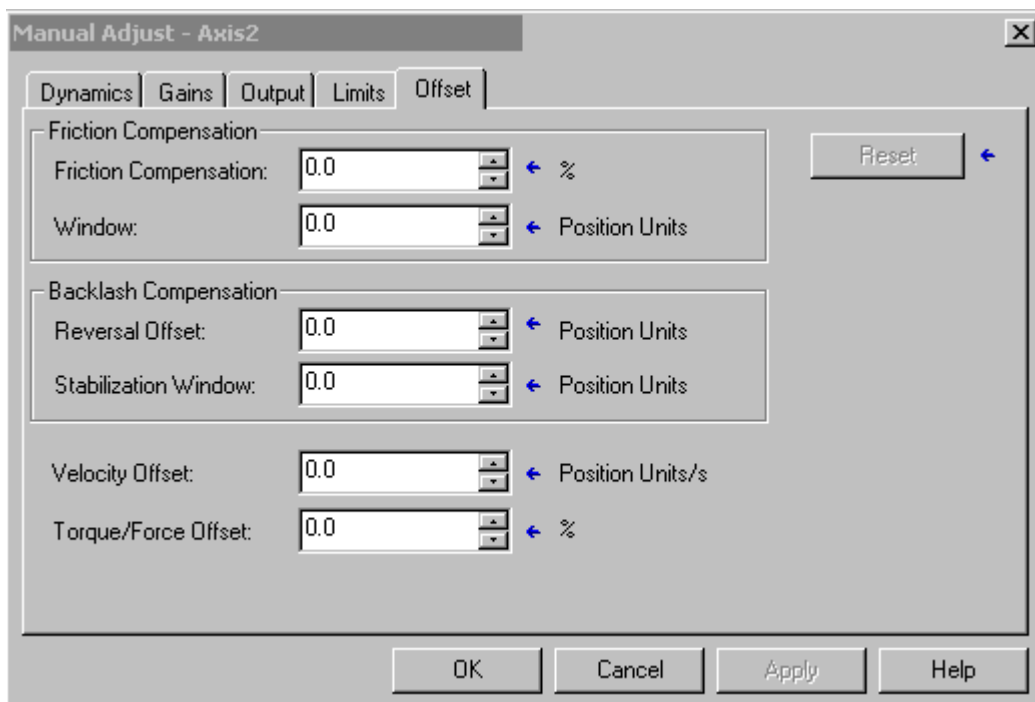 Manual Adjust - Axis2
Dynamics Gains Output Limits Offset
Friction Compensation
Friction Compensation: 0.0 %
Reset
Window: 0.0 Position Units
Backlash Compensation
Reversal Offset: 0.0 Position Units
Stabilization Window: 0.0 Position Units
Velocity Offset: 0.0 Position Units/s
Torque/Force Offset: 0.0 %
OK Cancel Apply Help